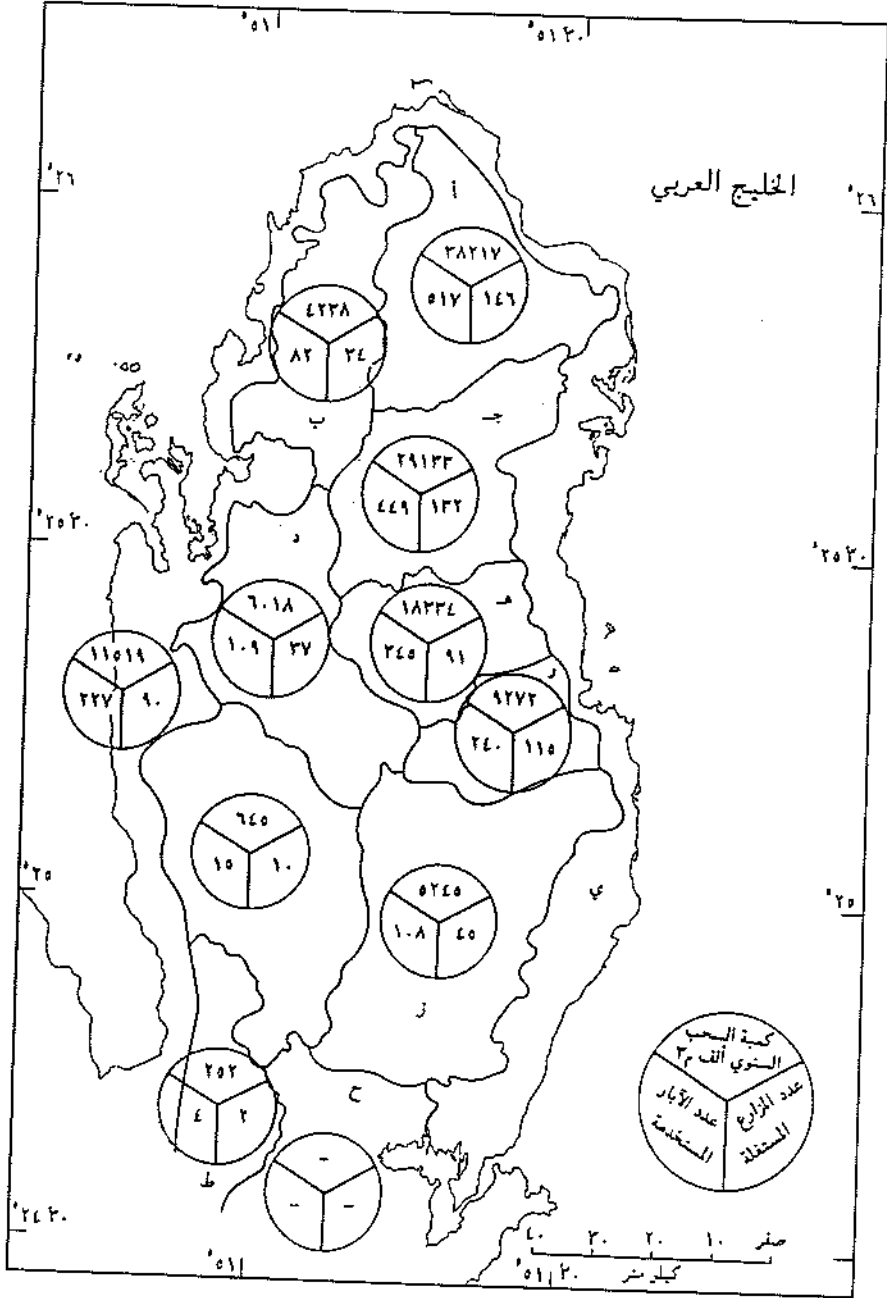 °٥١
°٥١ ٣٠
°٢٦
الخليج العربي
°٢٦
أ
٣٨٢١٧
٥١٧
١٤٦
٤٢٣٨
٨٢
٣٤
ب
جـ
٢٩١٣٣
٤٤٩
١٣٢
°٢٥ ٣٠
°٢٥ ٣٠
د
٦٠١٨
١٠٩
٣٧
هـ
١٨٣٣٤
٢٤٥
٩١
١١٥١٩
٢٢٧
٩٠
و
٩٢٧٣
٢٤٠
١١٥
٦٤٥
١٥
١٠
٥٢٤٥
١٠٨
٤٥
°٢٥
°٢٥
ي
ز
كمية السحب
السنوي ألف م٣
عدد الآبار
المستخدمة
عدد المزارع
المستغلة
٢٥٢
٤
٢
ح
ط
-
-
-
°٢٤ ٣٠
٤٠
٣٠
٢٠
١٠
صفر
كيلو متر
°٥١
°٥١ ٣٠